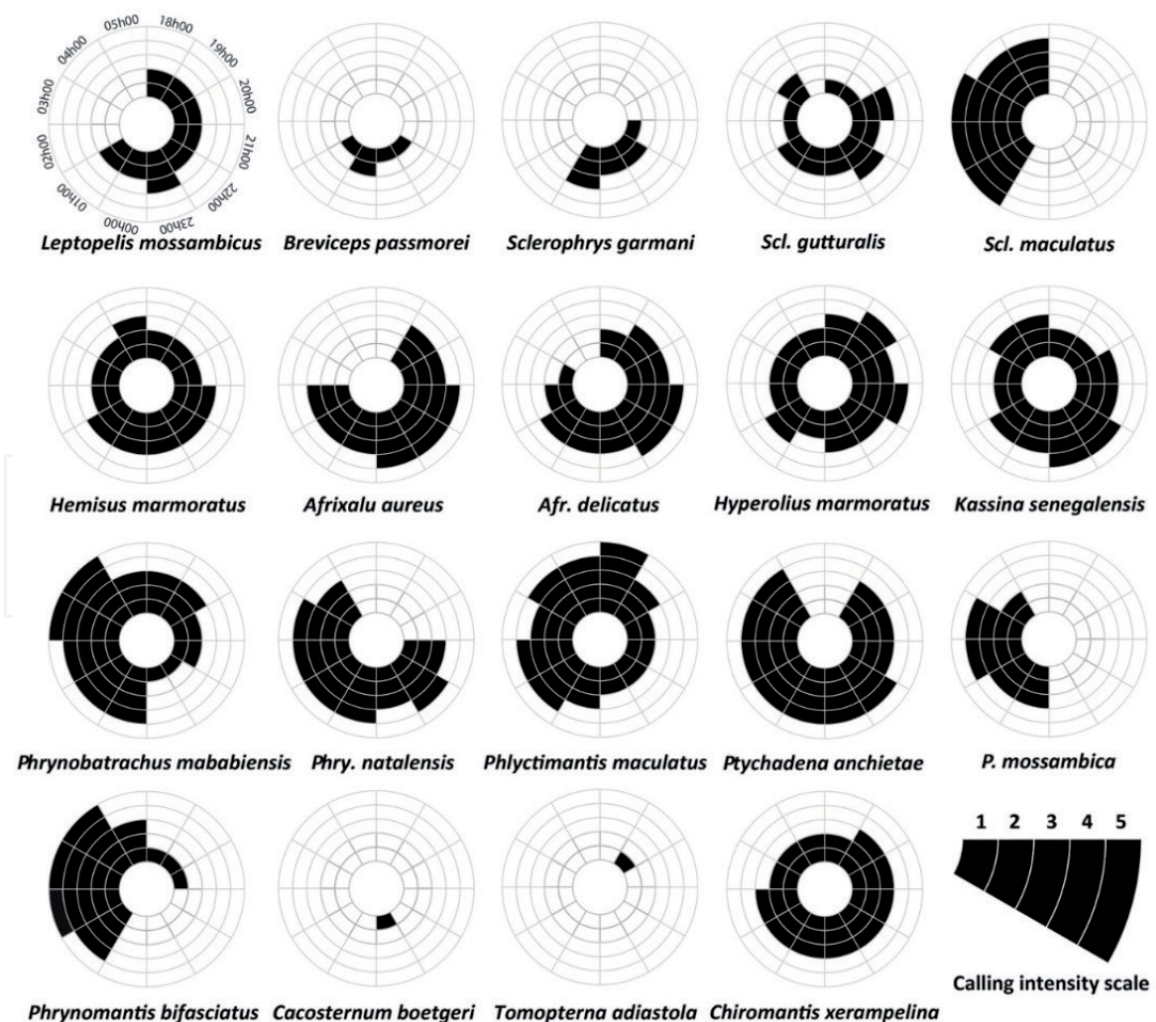 05h00 18h00
04h00 19h00
03h00 20h00
02h00 21h00
01h00 22h00
00h00 23h00
Leptopelis mossambicus Breviceps passmorei Sclerophrys garmani Scl. gutturalis Scl. maculatus
Hemisus marmoratus Afrixalu aureus Afr. delicatus Hyperolius marmoratus Kassina senegalensis
Phrynobatrachus mababiensis Phry. natalensis Phlyctimantis maculatus Ptychadena anchietae P. mossambica
1 2 3 4 5
Calling intensity scale
Phrynomantis bifasciatus Cacosternum boetgeri Tomopterna adiastola Chiromantis xerampelina